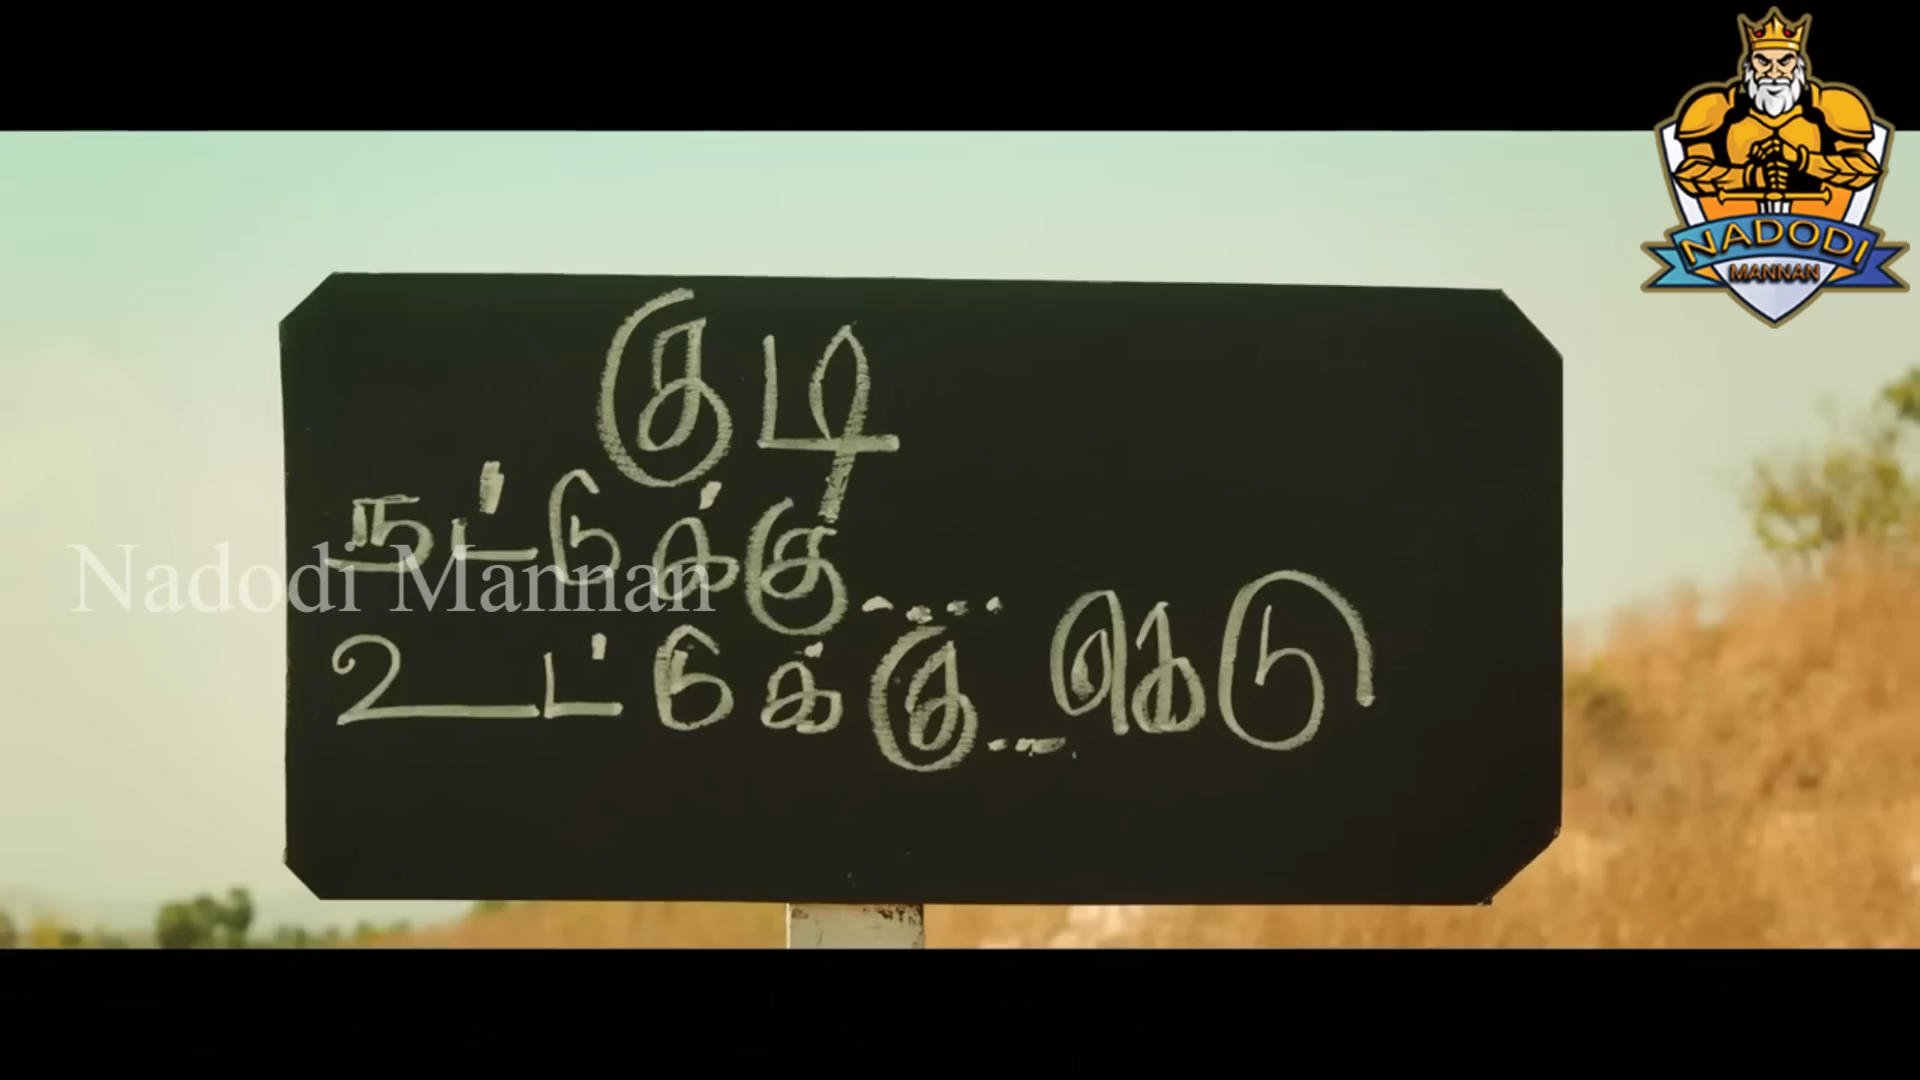 NADODI
MANNAN
குடி
நட்டுக்கு.....
Nadodi Mannan
உட்டுக்கு... கெடு